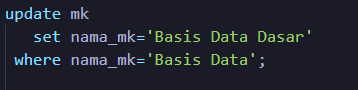 update mk
   set nama_mk='Basis Data Dasar'
 where nama_mk='Basis Data';